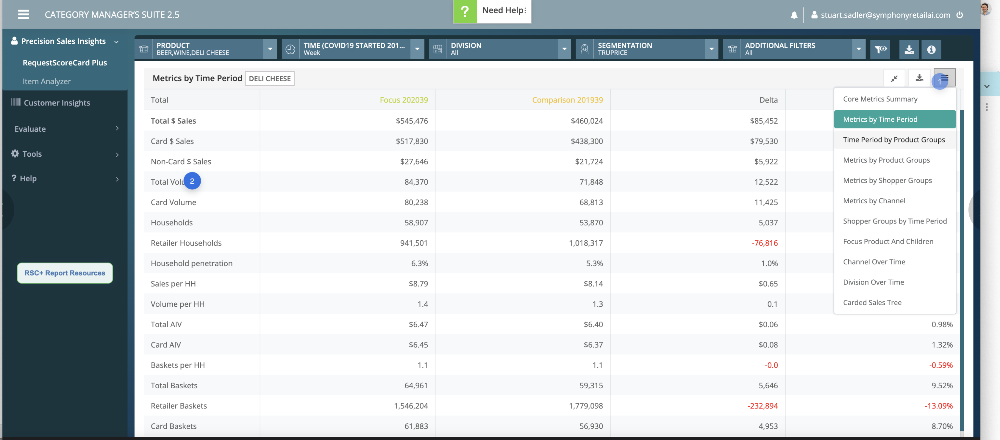 CATEGORY MANAGER'S SUITE 2.5
? Need Help:
stuart.sadler@symphonyretailai.com
Precision Sales Insights
RequestScoreCard Plus
Item Analyzer
Customer Insights
Evaluate
Tools
? Help
RSC+ Report Resources
PRODUCT
BEER,WINE,DELI CHEESE
TIME (COVID19 STARTED 201...
Week
DIVISION
All
SEGMENTATION
TRUPRICE
ADDITIONAL FILTERS
All
Metrics by Time Period DELI CHEESE
1
Total Focus 202039 Comparison 201939 Delta
Total $ Sales $545,476 $460,024 $85,452
Card $ Sales $517,830 $438,300 $79,530
Non-Card $ Sales $27,646 $21,724 $5,922
Total Volu 2 84,370 71,848 12,522
Card Volume 80,238 68,813 11,425
Households 58,907 53,870 5,037
Retailer Households 941,501 1,018,317 -76,816
Household penetration 6.3% 5.3% 1.0%
Sales per HH $8.79 $8.14 $0.65
Volume per HH 1.4 1.3 0.1
Total AIV $6.47 $6.40 $0.06 0.98%
Card AIV $6.45 $6.37 $0.08 1.32%
Baskets per HH 1.1 1.1 -0.0 -0.59%
Total Baskets 64,961 59,315 5,646 9.52%
Retailer Baskets 1,546,204 1,779,098 -232,894 -13.09%
Card Baskets 61,883 56,930 4,953 8.70%
Core Metrics Summary
Metrics by Time Period
Time Period by Product Groups
Metrics by Product Groups
Metrics by Shopper Groups
Metrics by Channel
Shopper Groups by Time Period
Focus Product And Children
Channel Over Time
Division Over Time
Carded Sales Tree